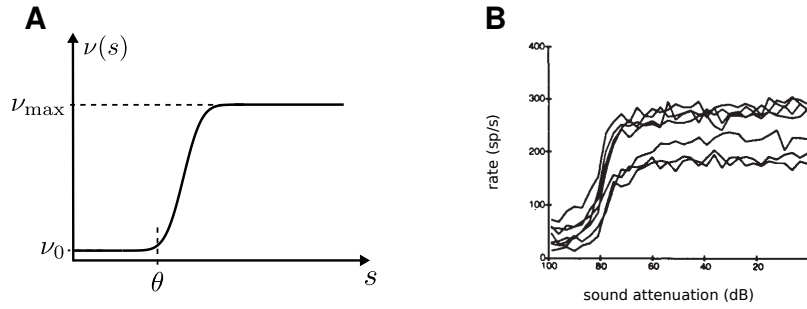 A
ν(s)
ν_max
ν_0
θ
s
B
rate (sp/s)
400
300
200
100
0
100 80 60 40 20
sound attenuation (dB)